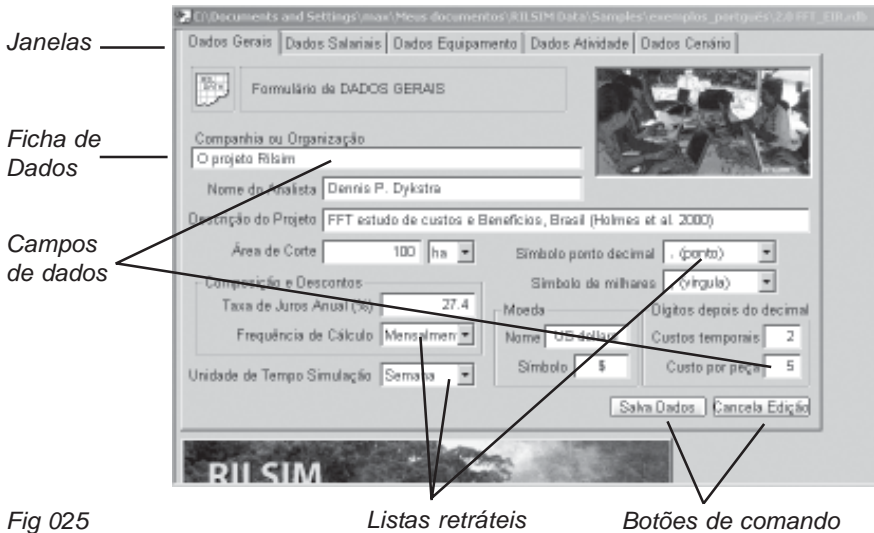 C:\Documents and Settings\max\Meus documentos\RILSIM Data\Samples\exemplos_portguês\2.0 FFT_EIR.rdb
Janelas
Dados Gerais Dados Salariais Dados Equipamento Dados Atividade Dados Cenário
Formulário de DADOS GERAIS
Ficha de
Dados
Companhia ou Organização
O projeto Rilsim
Nome do Analista Dennis P. Dykstra
Descrição do Projeto FFT estudo de custos e Benefícios, Brasil (Holmes et al. 2000)
Campos
de dados
Área de Corte 100 ha Símbolo ponto decimal . (ponto)
Símbolo de milhares (vírgula)
Composição e Descontos
Taxa de Juros Anual (%) 27.4
Frequência de Cálculo Mensalmen
Moeda
Nome US dollars
Símbolo $
Dígitos depois do decimal
Custos temporais 2
Custo por peça 5
Unidade de Tempo Simulação Semana
Salva Dados Cancela Edição
RILSIM
Fig 025
Listas retráteis
Botões de comando